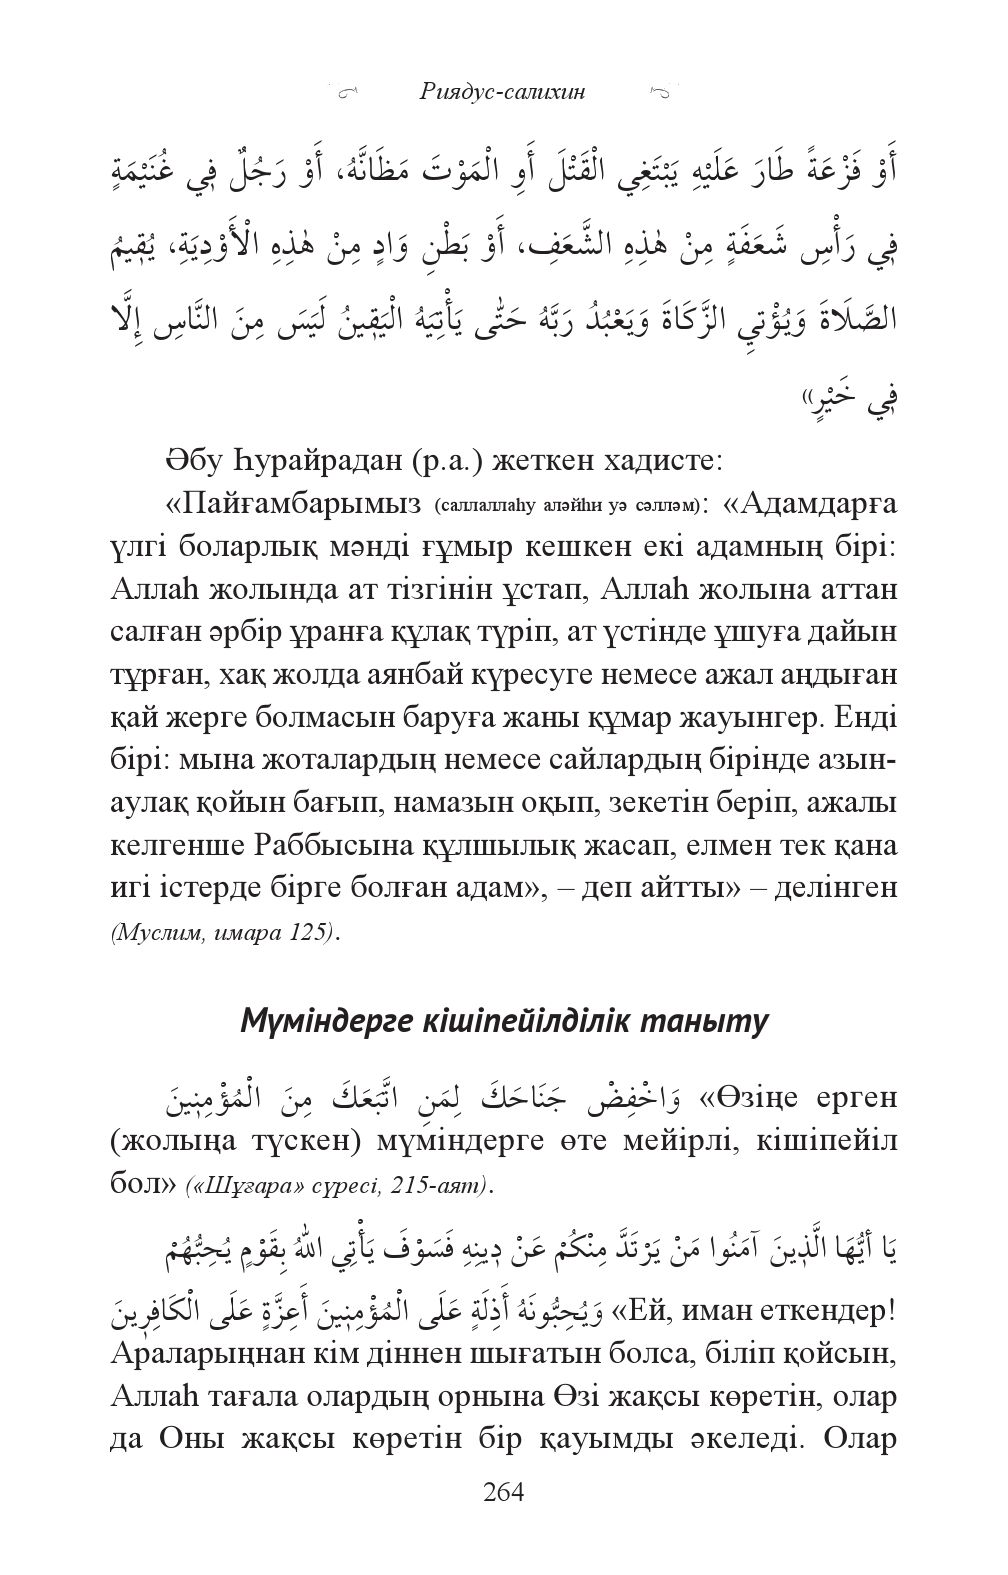 Риядус-салихин
أَوْ فَزْعَةً طَارَ عَلَيْهِ يَبْتَغِي الْقَتْلَ أَوِ الْمَوْتَ مَظَانَّهُ، أَوْ رَجُلٌ فِي غُنَيْمَةٍ
فِي رَأْسِ شَعَفَةٍ مِنْ هٰذِهِ الشَّعَفِ، أَوْ بَطْنِ وَادٍ مِنْ هٰذِهِ الْأَوْدِيَةِ، يُقِيمُ
الصَّلَاةَ وَيُؤْتِي الزَّكَاةَ وَيَعْبُدُ رَبَّهُ حَتّٰى يَأْتِيَهُ الْيَقِينُ لَيَسَ مِنَ النَّاسِ إِلَّا
فِي خَيْرٍ»
Әбу Һурайрадан (р.а.) жеткен хадисте:
«Пайғамбарымыз (саллаллаһу аләйһи уә сәлләм): «Адамдарға
үлгі боларлық мәнді ғұмыр кешкен екі адамның бірі:
Аллаһ жолында ат тізгінін ұстап, Аллаһ жолына аттан
салған әрбір ұранға құлақ түріп, ат үстінде ұшуға дайын
тұрған, хақ жолда аянбай күресуге немесе ажал аңдыған
қай жерге болмасын баруға жаны құмар жауынгер. Енді
бірі: мына жоталардың немесе сайлардың бірінде азын-
аулақ қойын бағып, намазын оқып, зекетін беріп, ажалы
келгенше Раббысына құлшылық жасап, елмен тек қана
игі істерде бірге болған адам», – деп айтты» – делінген
(Муслим, имара 125).
Мүміндерге кішіпейілділік таныту
وَاخْفِضْ جَنَاحَكَ لِمَنِ اتَّبَعَكَ مِنَ الْمُؤْمِنِينَ «Өзіңе ерген
(жолыңа түскен) мүміндерге өте мейірлі, кішіпейіл
бол» («Шұғара» сүресі, 215-аят).
يَا أَيُّهَا الَّذِينَ آمَنُوا مَنْ يَرْتَدَّ مِنْكُمْ عَنْ دِينِهِ فَسَوْفَ يَأْتِي اللهُ بِقَوْمٍ يُحِبُّهُمْ
وَيُحِبُّونَهُ أَذِلَةٍ عَلَى الْمُؤْمِنِينَ أَعِزَّةٍ عَلَى الْكَافِرِينَ «Ей, иман еткендер!
Араларыңнан кім діннен шығатын болса, біліп қойсын,
Аллаһ тағала олардың орнына Өзі жақсы көретін, олар
да Оны жақсы көретін бір қауымды әкеледі. Олар
264